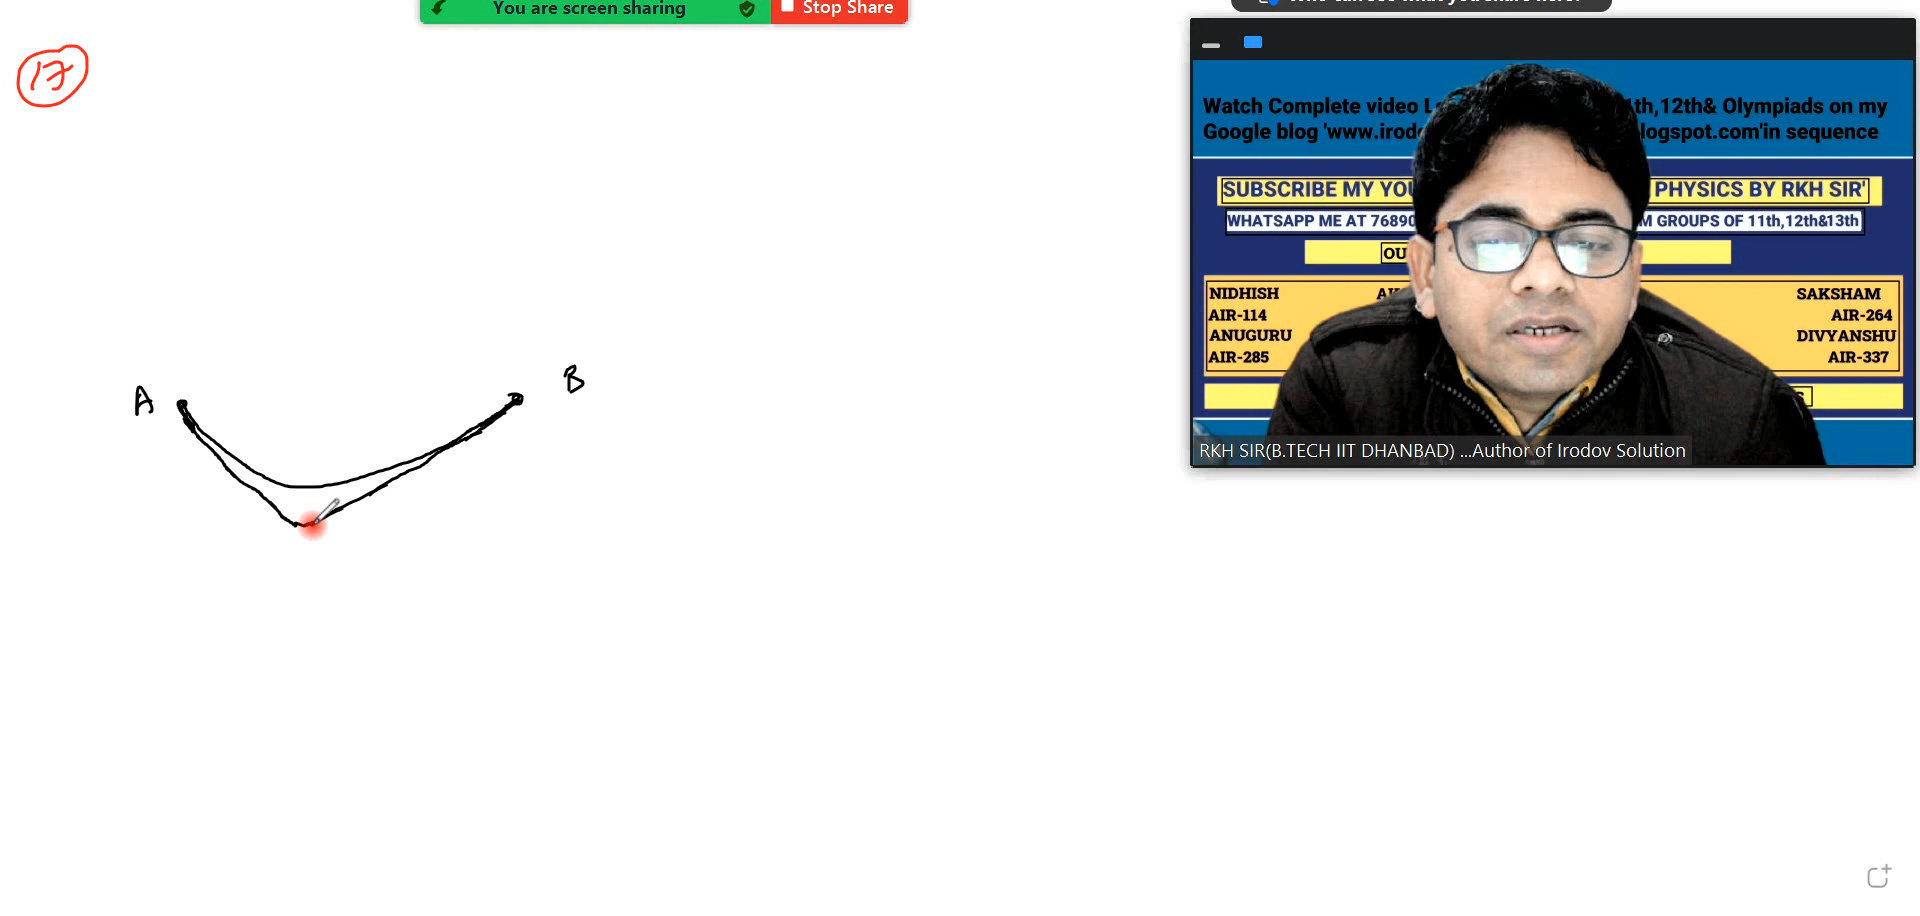 You are screen sharing
Stop Share
17
A
B
Watch Complete video th,12th& Olympiads on my
Google blog 'www.irod logspot.com'in sequence
SUBSCRIBE MY YOU PHYSICS BY RKH SIR'
WHATSAPP ME AT 76890 M GROUPS OF 11th,12th&13th
OU
NIDHISH SAKSHAM
AIR-114 AIR-264
ANUGURU DIVYANSHU
AIR-285 AIR-337
RKH SIR(B.TECH IIT DHANBAD) ...Author of Irodov Solution